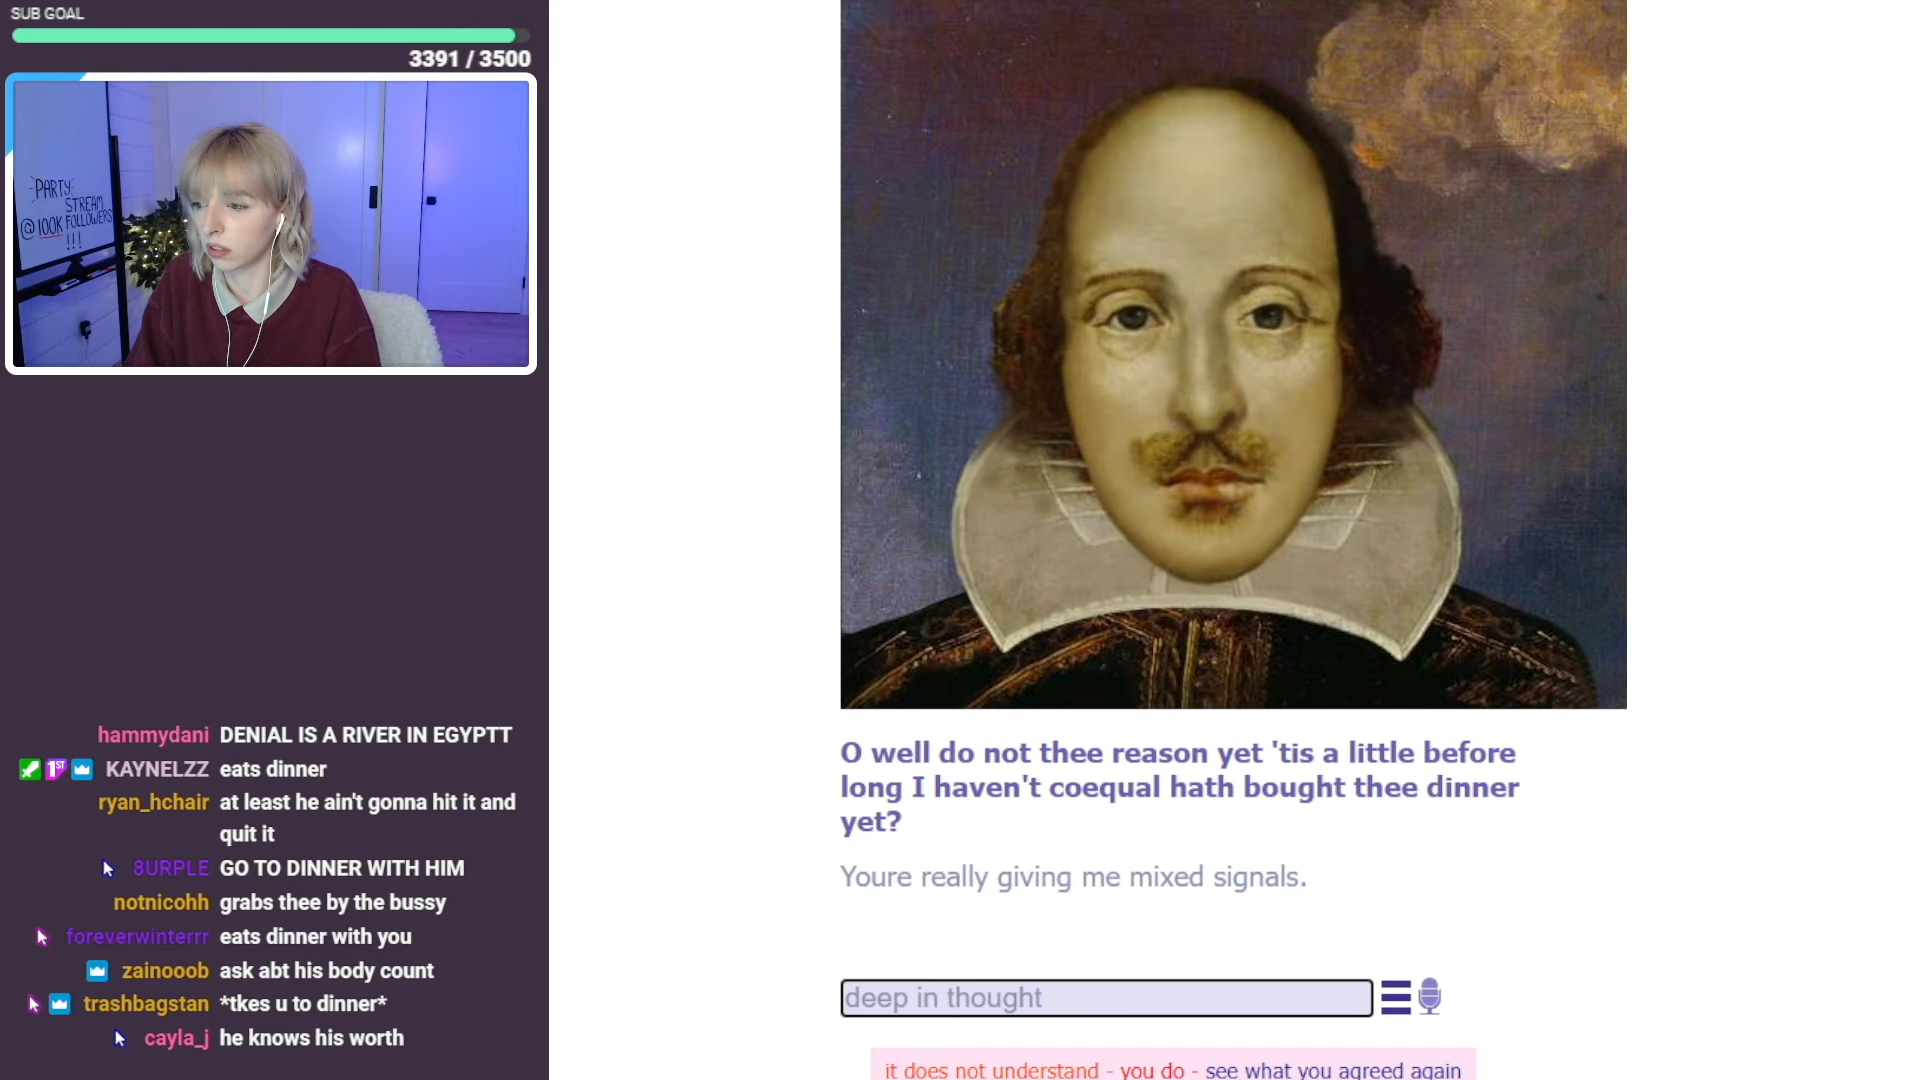 SUB GOAL
3391 / 3500
PARTY
STREAM
@100K FOLLOWERS
!!!
hammydani DENIAL IS A RIVER IN EGYPTT
1ST KAYNELZZ eats dinner
ryan_hchair at least he ain't gonna hit it and
quit it
8URPLE GO TO DINNER WITH HIM
notnicohh grabs thee by the bussy
foreverwinterrr eats dinner with you
zainooob ask abt his body count
trashbagstan *tkes u to dinner*
cayla_j he knows his worth
O well do not thee reason yet 'tis a little before
long I haven't coequal hath bought thee dinner
yet?
Youre really giving me mixed signals.
deep in thought
it does not understand - you do - see what you agreed again